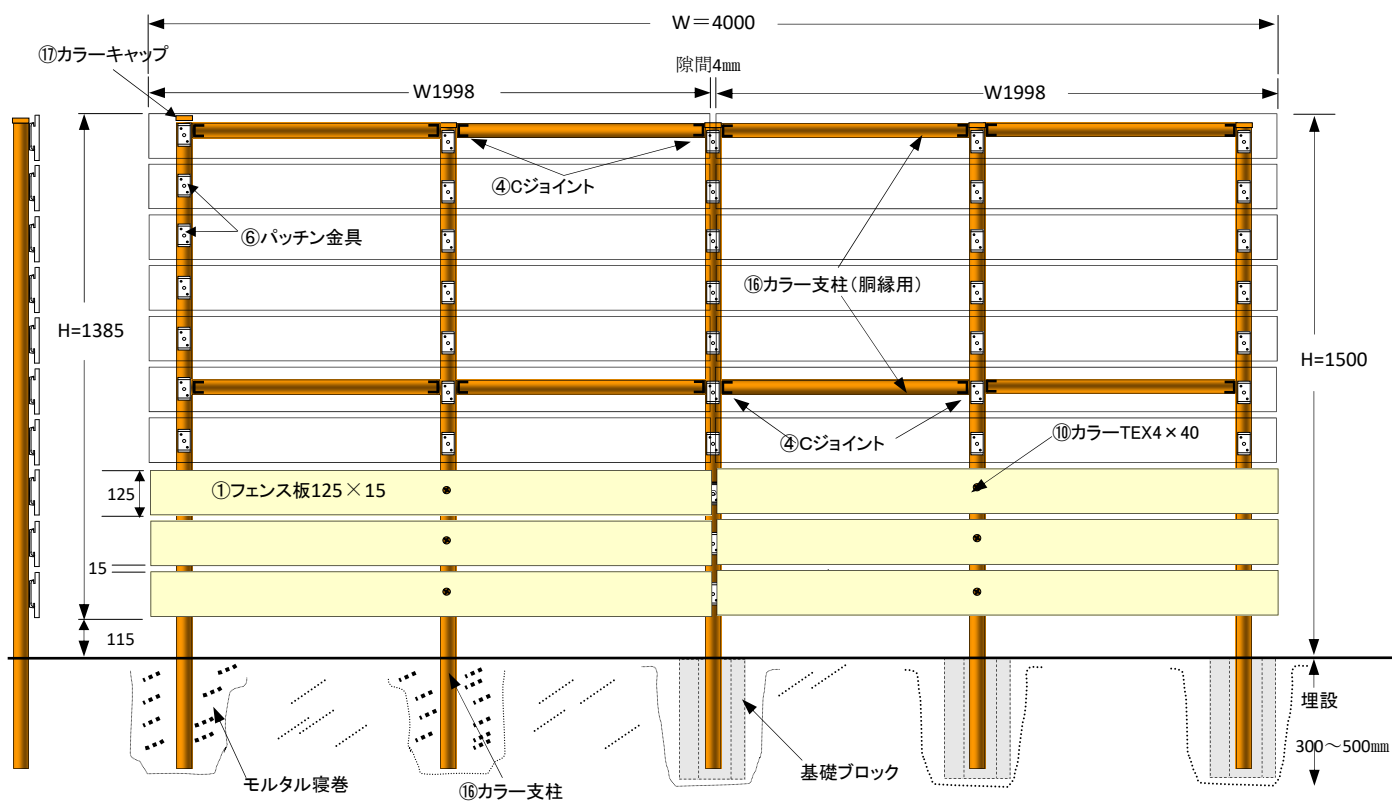 W＝4000
⑰カラーキャップ
隙間4mm
W1998
W1998
④Cジョイント
⑥パッチン金具
⑯カラー支柱(胴縁用)
H=1385
H=1500
④Cジョイント
⑩カラーTEX4×40
125
①フェンス板125×15
15
115
埋設
300～500mm
モルタル寝巻
⑯カラー支柱
基礎ブロック